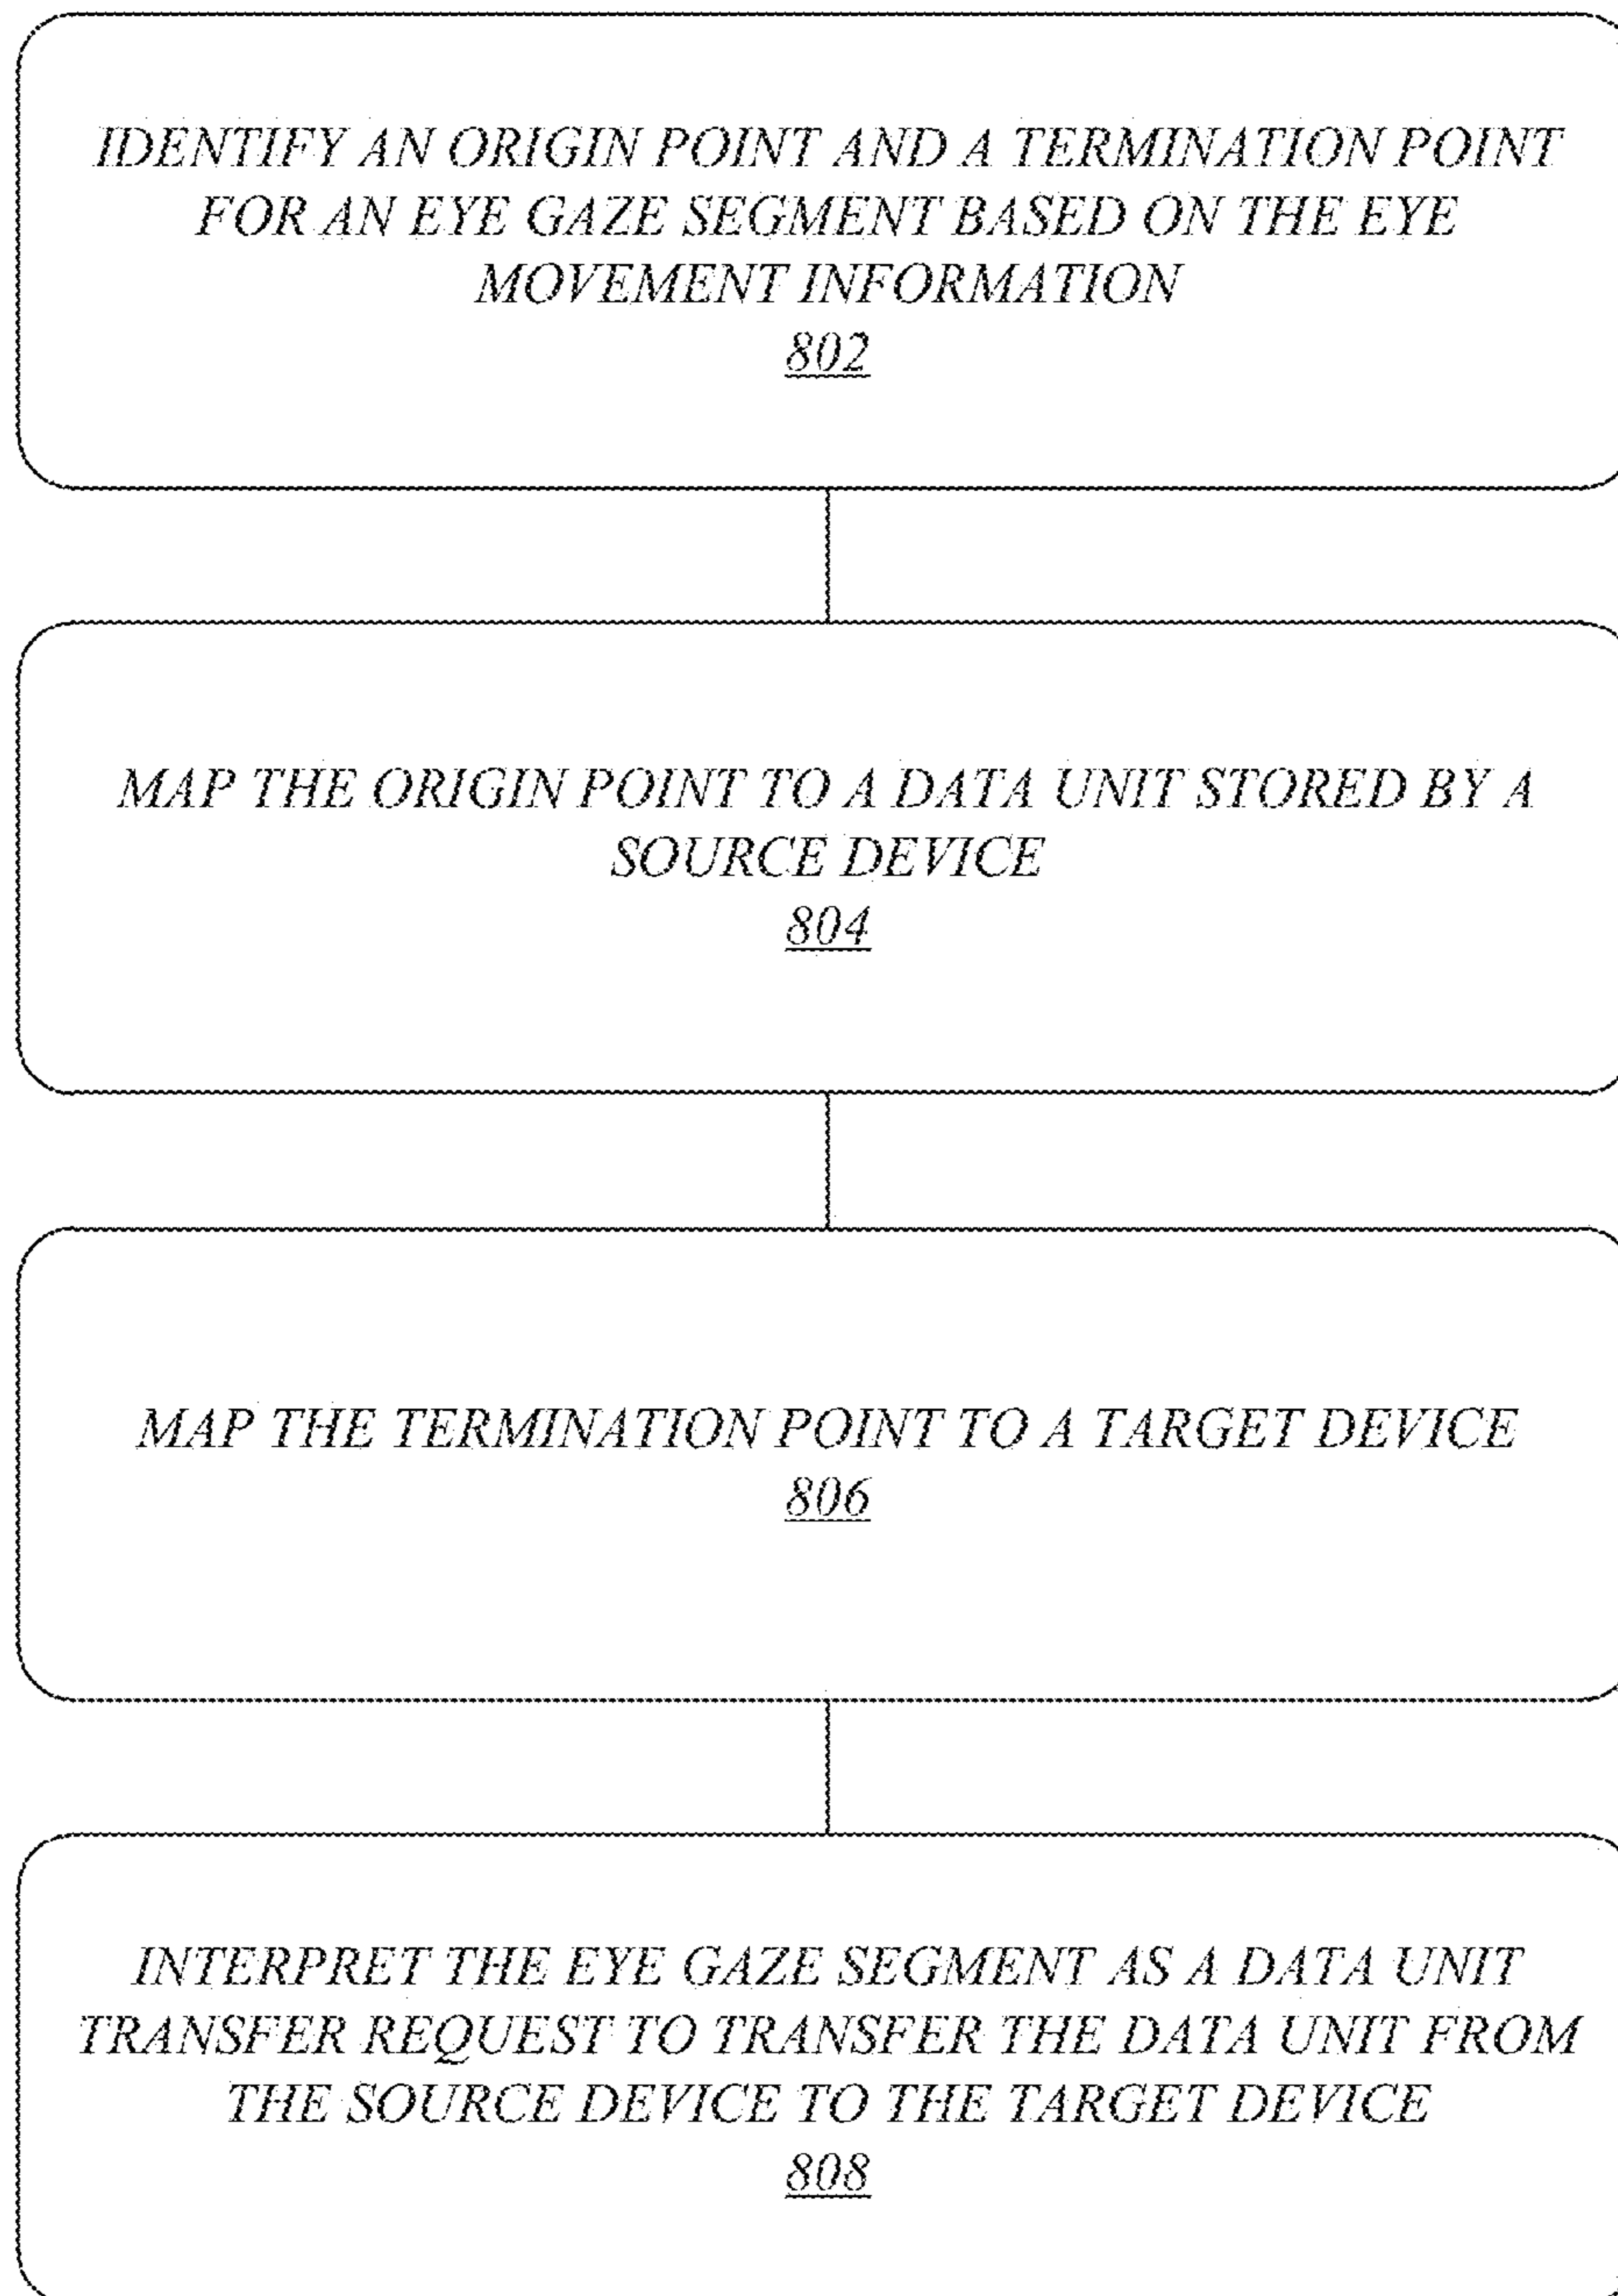 IDENTIFY AN ORIGIN POINT AND A TERMINATION POINT
FOR AN EYE GAZE SEGMENT BASED ON THE EYE
MOVEMENT INFORMATION
802
MAP THE ORIGIN POINT TO A DATA UNIT STORED BY A
SOURCE DEVICE
804
MAP THE TERMINATION POINT TO A TARGET DEVICE
806
INTERPRET THE EYE GAZE SEGMENT AS A DATA UNIT
TRANSFER REQUEST TO TRANSFER THE DATA UNIT FROM
THE SOURCE DEVICE TO THE TARGET DEVICE
808